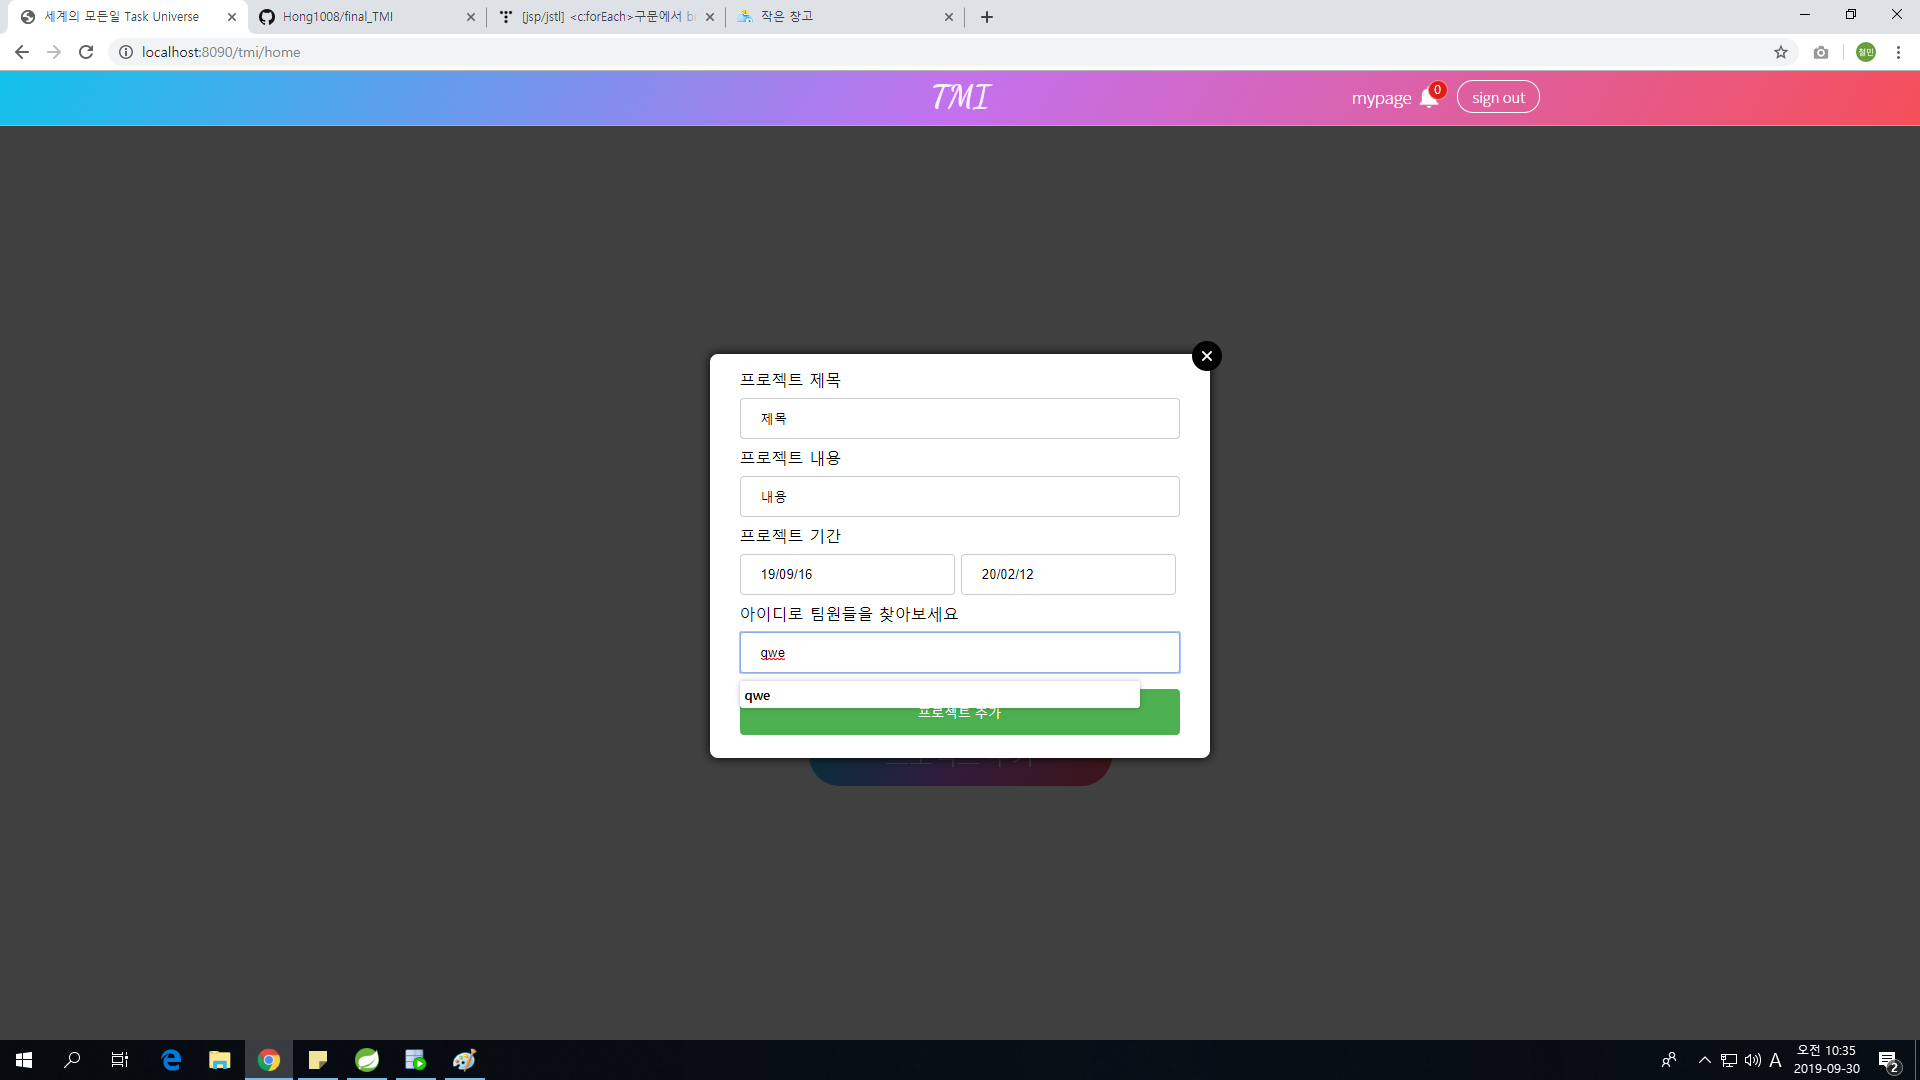 세계의 모든일 Task Universe
Hong1008/final_TMI
[jsp/jstl] <c:forEach>구문에서
작은 창고
localhost:8090/tmi/home
철민
TMI
mypage
0
sign out
프로젝트 제목
제목
프로젝트 내용
내용
프로젝트 기간
19/09/16
20/02/12
아이디로 팀원들을 찾아보세요
qwe
qwe
프로젝트 추가
A
오전 10:35
2019-09-30
2